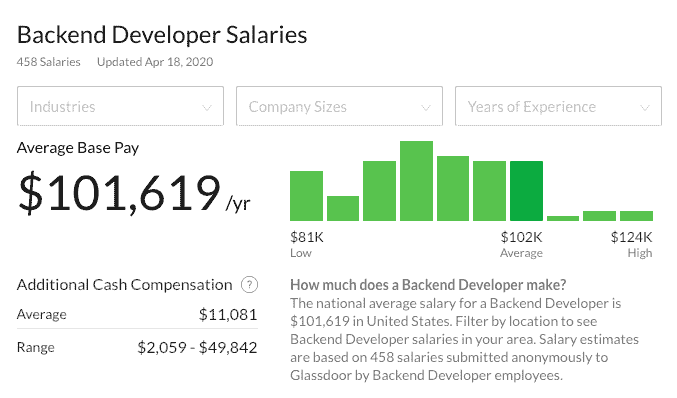 Backend Developer Salaries
458 Salaries Updated Apr 18, 2020
Industries Company Sizes Years of Experience
Average Base Pay
$101,619 /yr
$81K $102K $124K
Low Average High
Additional Cash Compensation ?
Average $11,081
Range $2,059 - $49,842
How much does a Backend Developer make?
The national average salary for a Backend Developer is
$101,619 in United States. Filter by location to see
Backend Developer salaries in your area. Salary estimates
are based on 458 salaries submitted anonymously to
Glassdoor by Backend Developer employees.